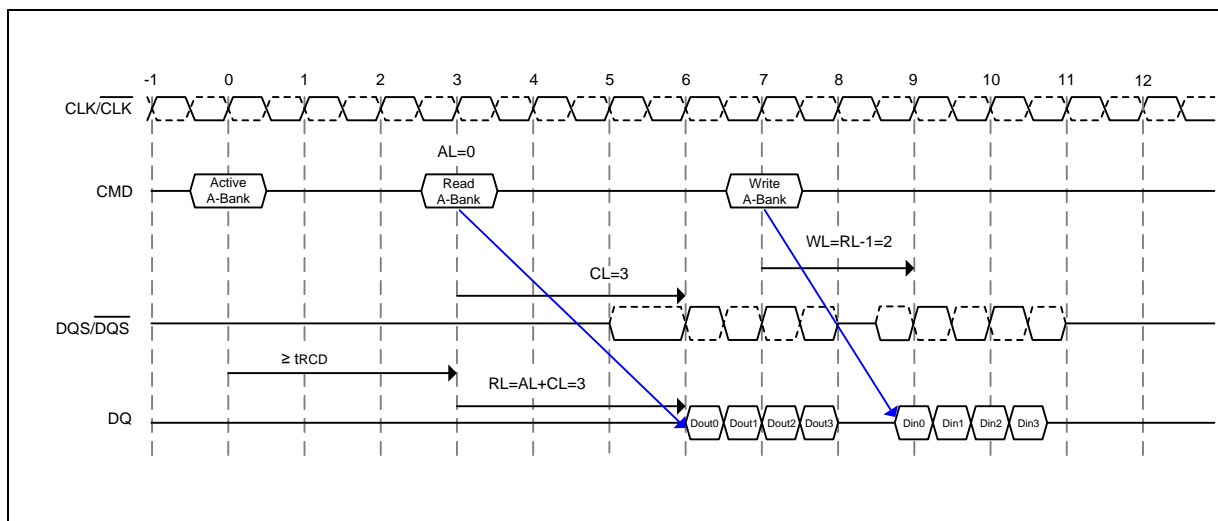 -1 0 1 2 3 4 5 6 7 8 9 10 11 12
CLK/CLK
AL=0
CMD
Active
A-Bank
Read
A-Bank
Write
A-Bank
WL=RL-1=2
CL=3
DQS/DQS
≥ tRCD
RL=AL+CL=3
DQ
Dout0 Dout1 Dout2 Dout3 Din0 Din1 Din2 Din3